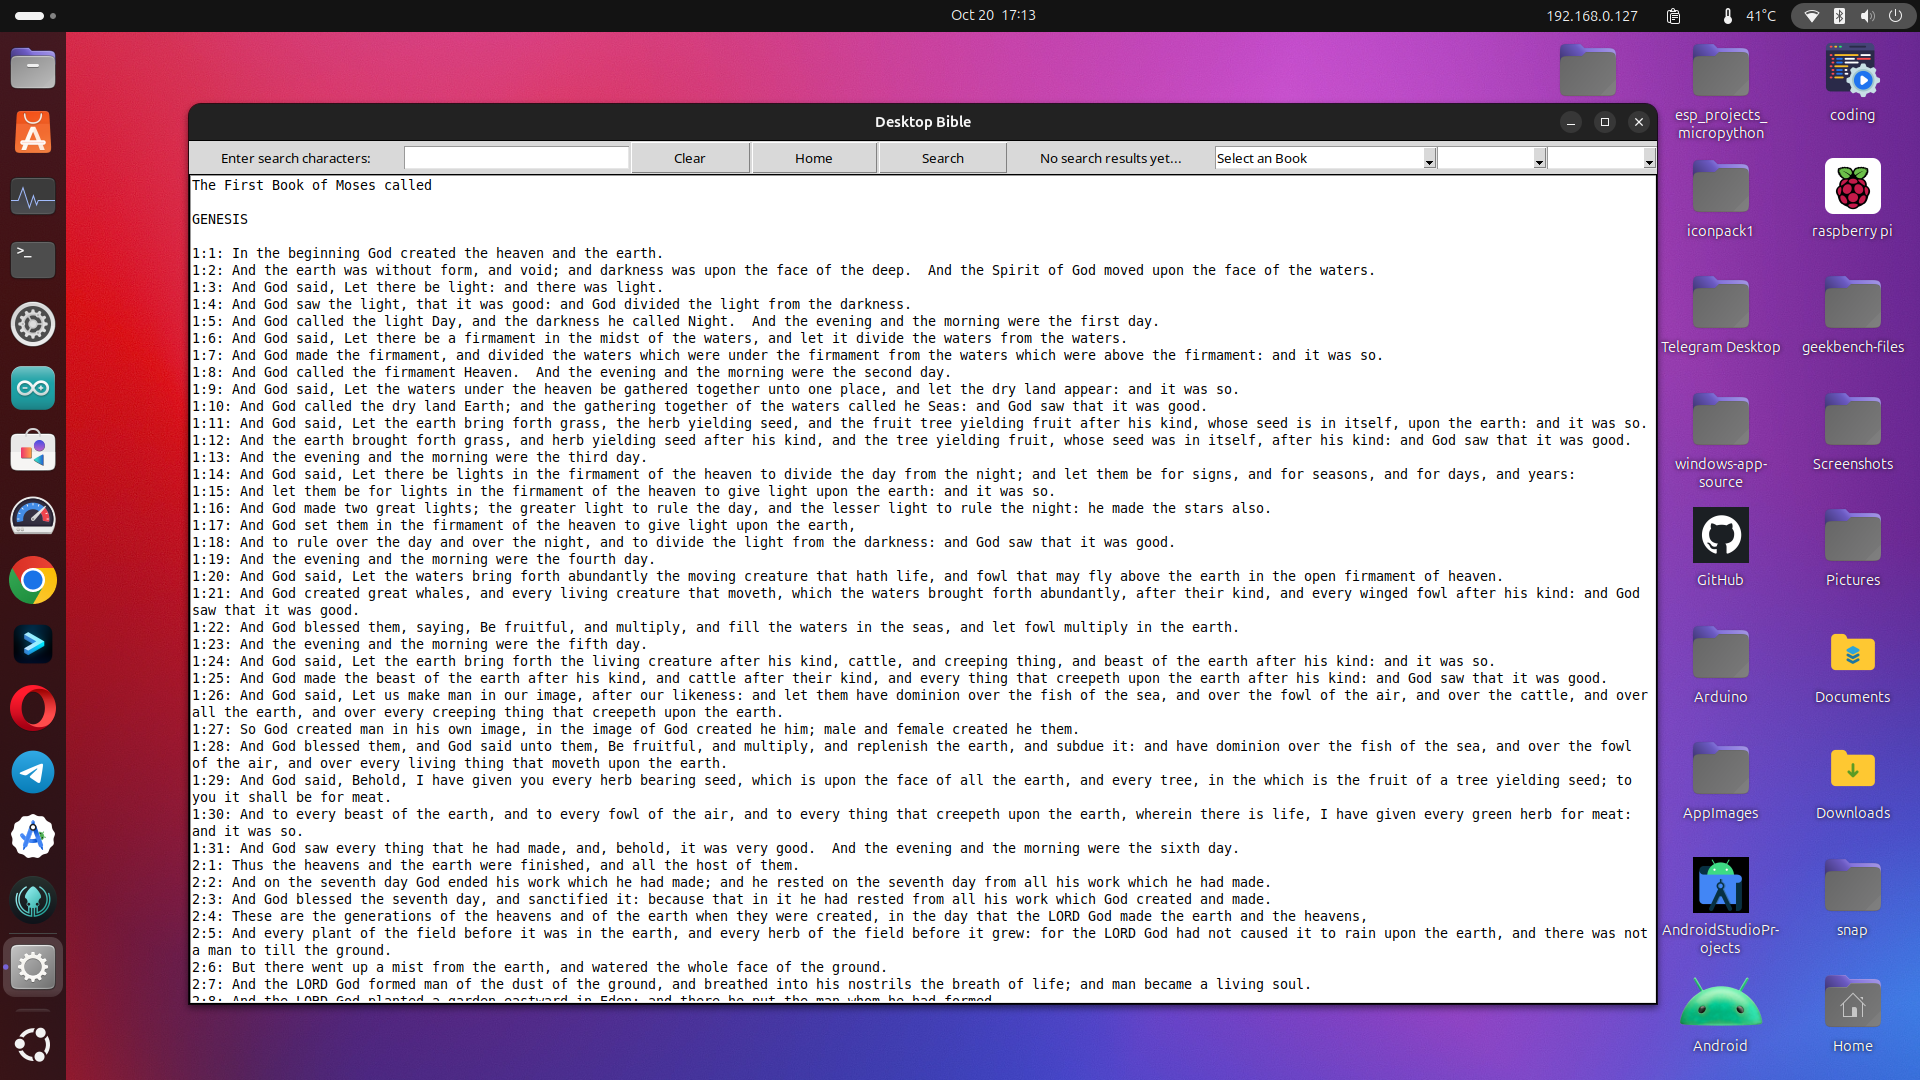 Oct 20 17:13
192.168.0.127
41°C
Desktop Bible
Enter search characters:
Clear
Home
Search
No search results yet...
Select an Book
The First Book of Moses called
GENESIS
1:1: In the beginning God created the heaven and the earth.
1:2: And the earth was without form, and void; and darkness was upon the face of the deep.  And the Spirit of God moved upon the face of the waters.
1:3: And God said, Let there be light: and there was light.
1:4: And God saw the light, that it was good: and God divided the light from the darkness.
1:5: And God called the light Day, and the darkness he called Night.  And the evening and the morning were the first day.
1:6: And God said, Let there be a firmament in the midst of the waters, and let it divide the waters from the waters.
1:7: And God made the firmament, and divided the waters which were under the firmament from the waters which were above the firmament: and it was so.
1:8: And God called the firmament Heaven.  And the evening and the morning were the second day.
1:9: And God said, Let the waters under the heaven be gathered together unto one place, and let the dry land appear: and it was so.
1:10: And God called the dry land Earth; and the gathering together of the waters called he Seas: and God saw that it was good.
1:11: And God said, Let the earth bring forth grass, the herb yielding seed, and the fruit tree yielding fruit after his kind, whose seed is in itself, upon the earth: and it was so.
1:12: And the earth brought forth grass, and herb yielding seed after his kind, and the tree yielding fruit, whose seed was in itself, after his kind: and God saw that it was good.
1:13: And the evening and the morning were the third day.
1:14: And God said, Let there be lights in the firmament of the heaven to divide the day from the night; and let them be for signs, and for seasons, and for days, and years:
1:15: And let them be for lights in the firmament of the heaven to give light upon the earth: and it was so.
1:16: And God made two great lights; the greater light to rule the day, and the lesser light to rule the night: he made the stars also.
1:17: And God set them in the firmament of the heaven to give light upon the earth,
1:18: And to rule over the day and over the night, and to divide the light from the darkness: and God saw that it was good.
1:19: And the evening and the morning were the fourth day.
1:20: And God said, Let the waters bring forth abundantly the moving creature that hath life, and fowl that may fly above the earth in the open firmament of heaven.
1:21: And God created great whales, and every living creature that moveth, which the waters brought forth abundantly, after their kind, and every winged fowl after his kind: and God
saw that it was good.
1:22: And God blessed them, saying, Be fruitful, and multiply, and fill the waters in the seas, and let fowl multiply in the earth.
1:23: And the evening and the morning were the fifth day.
1:24: And God said, Let the earth bring forth the living creature after his kind, cattle, and creeping thing, and beast of the earth after his kind: and it was so.
1:25: And God made the beast of the earth after his kind, and cattle after their kind, and every thing that creepeth upon the earth after his kind: and God saw that it was good.
1:26: And God said, Let us make man in our image, after our likeness: and let them have dominion over the fish of the sea, and over the fowl of the air, and over the cattle, and over
all the earth, and over every creeping thing that creepeth upon the earth.
1:27: So God created man in his own image, in the image of God created he him; male and female created he them.
1:28: And God blessed them, and God said unto them, Be fruitful, and multiply, and replenish the earth, and subdue it: and have dominion over the fish of the sea, and over the fowl
of the air, and over every living thing that moveth upon the earth.
1:29: And God said, Behold, I have given you every herb bearing seed, which is upon the face of all the earth, and every tree, in the which is the fruit of a tree yielding seed; to
you it shall be for meat.
1:30: And to every beast of the earth, and to every fowl of the air, and to every thing that creepeth upon the earth, wherein there is life, I have given every green herb for meat:
and it was so.
1:31: And God saw every thing that he had made, and, behold, it was very good.  And the evening and the morning were the sixth day.
2:1: Thus the heavens and the earth were finished, and all the host of them.
2:2: And on the seventh day God ended his work which he had made; and he rested on the seventh day from all his work which he had made.
2:3: And God blessed the seventh day, and sanctified it: because that in it he had rested from all his work which God created and made.
2:4: These are the generations of the heavens and of the earth when they were created, in the day that the LORD God made the earth and the heavens,
2:5: And every plant of the field before it was in the earth, and every herb of the field before it grew: for the LORD God had not caused it to rain upon the earth, and there was not
a man to till the ground.
2:6: But there went up a mist from the earth, and watered the whole face of the ground.
2:7: And the LORD God formed man of the dust of the ground, and breathed into his nostrils the breath of life; and man became a living soul.
2:8: And the LORD God planted a garden eastward in Eden; and there he put the man whom he had formed.
esp_projects_
micropython
coding
iconpack1
raspberry pi
Telegram Desktop
geekbench-files
windows-app-
source
Screenshots
GitHub
Pictures
Arduino
Documents
AppImages
Downloads
AndroidStudioPr-
ojects
snap
Android
Home